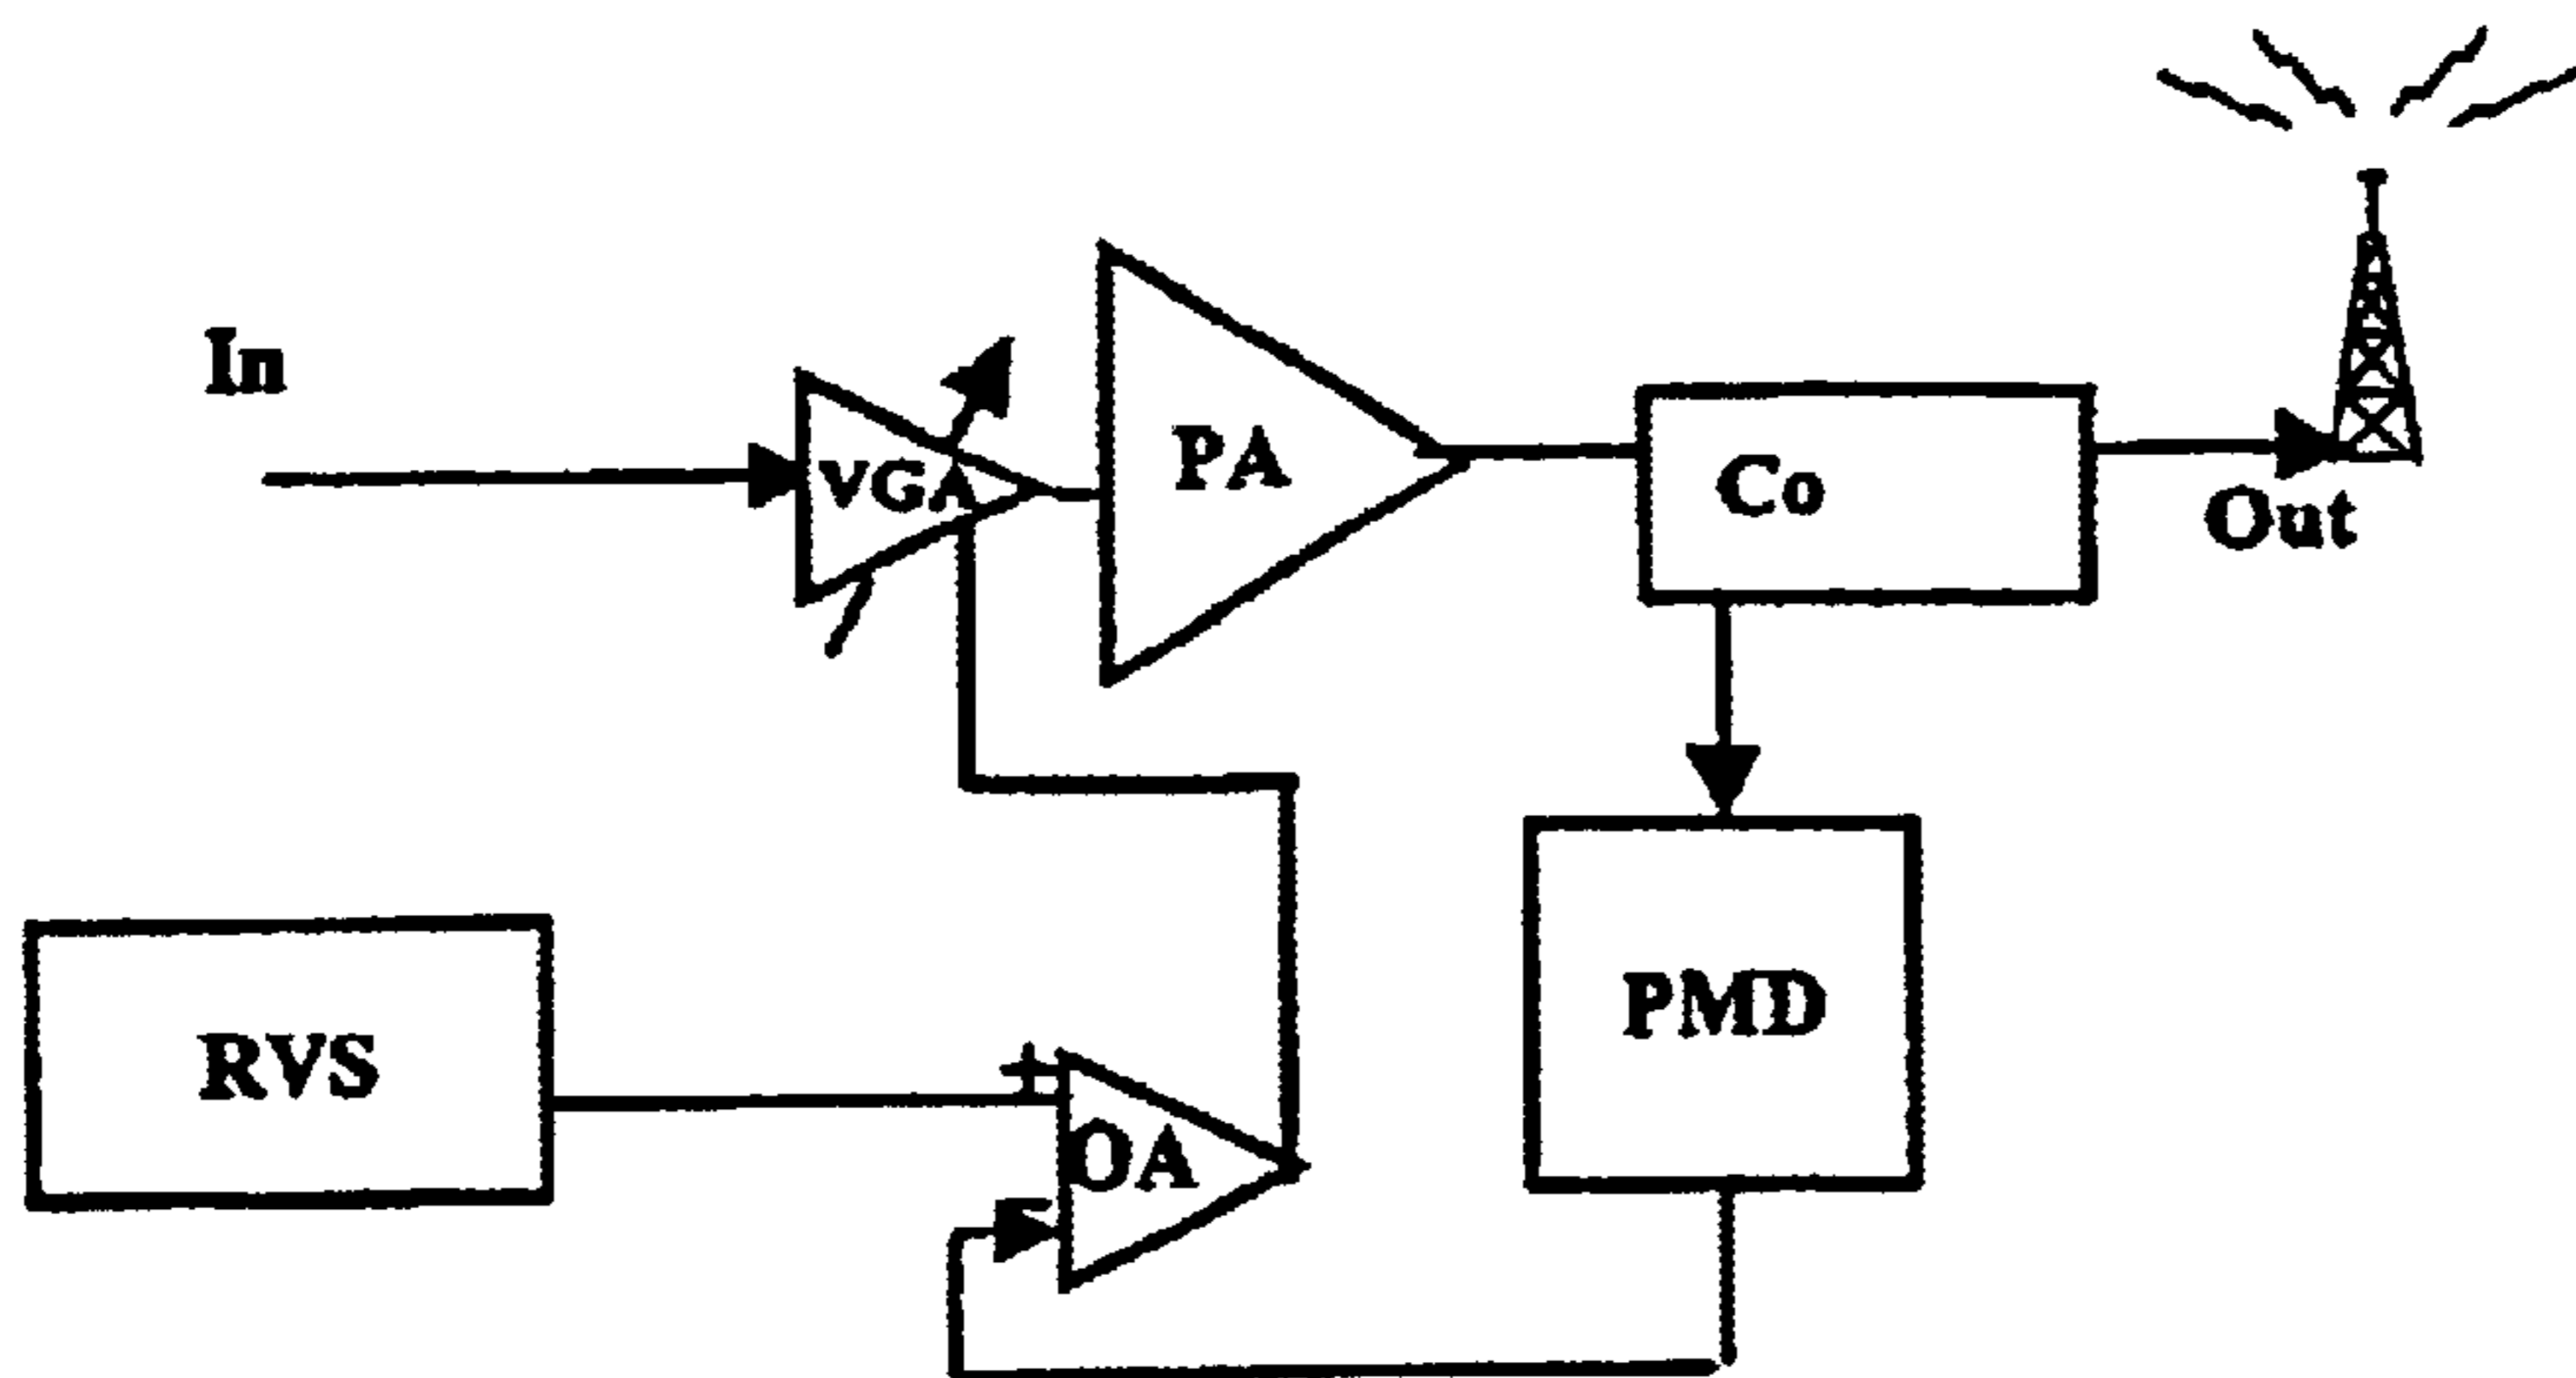 In
VGA
PA
Co
Out
RVS
+
OA
-
PMD